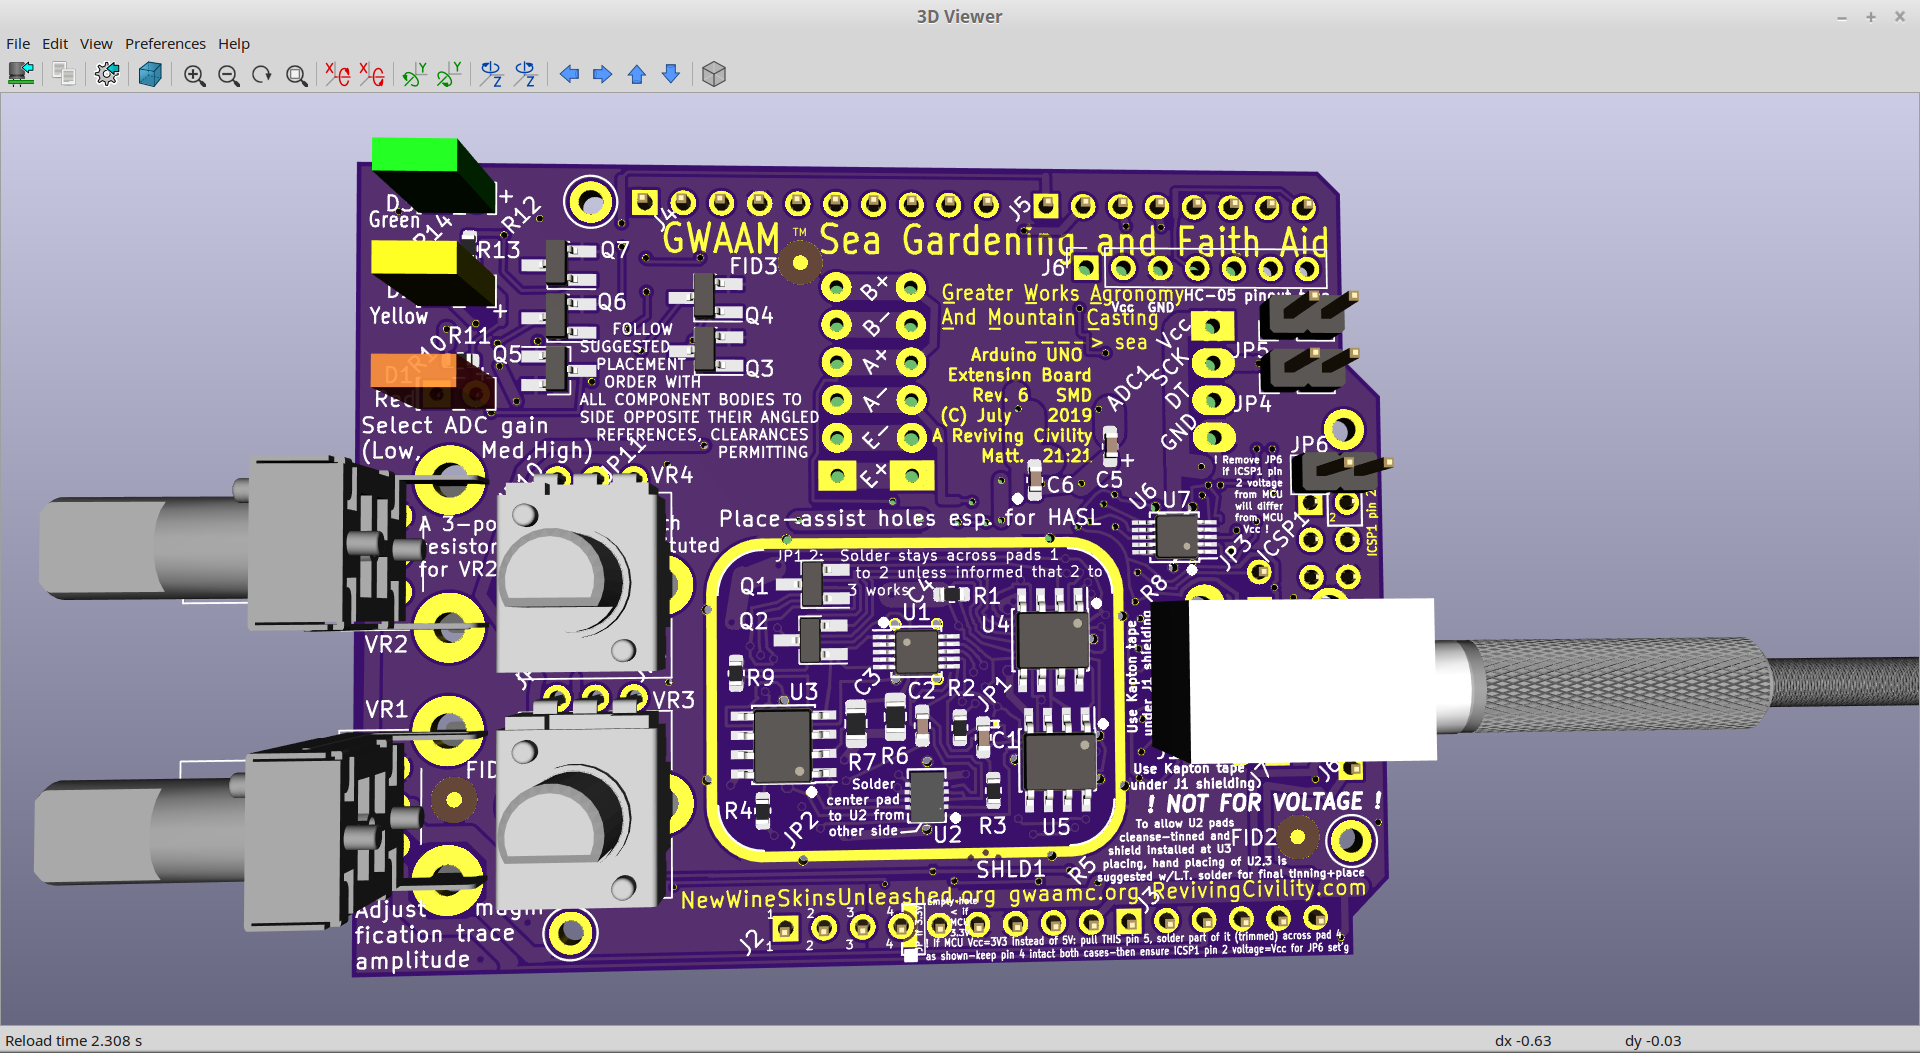 3D Viewer
File Edit View Preferences Help
D3
Green
R14
R12
R13
Q7
J4
GWAAM ™ Sea Gardening and Faith Aid
J5
FID3
J6
HC-05 pinout
Vcc GND
Yellow
Q6
Q4
R11
R10
Q5
Q3
D1
Red
FOLLOW
SUGGESTED
PLACEMENT
ORDER WITH
ALL COMPONENT BODIES TO
SIDE OPPOSITE THEIR ANGLED
REFERENCES, CLEARANCES
PERMITTING
B+
B-
A+
A-
E-
E+
Greater Works Agronomy
And Mountain Casting
----> sea
Arduino UNO
Extension Board
Rev. 6 SMD
(C) July 2019
A Reviving Civility
Matt. 21:21
ADC1
Vcc
SCK
DT
GND
JP5
JP4
JP6
Select ADC gain
(Low, Med,High)
JP11
VR4
C6
C5
+
U6
U7
! Remove JP6
if ICSP1 pin
2 voltage
from MCU
will differ
from MCU
Vcc !
2
ICSP1 pin 2
ICSP1
JP3
R8
A 3-po
resistor
for VR2
Place-assist holes esp. for HASL
JP1,2: Solder stays across pads 1
to 2 unless informed that 2 to
3 works
Q1
Q2
C4
R1
U1
U4
R9
U3
C3
C2
R2
JP1
R7
R6
C1
R4
JP2
Solder
center pad
to U2 from
other side
U2
R3
U5
SHLD1
R5
VR2
VR1
VR3
FID
Adjust magni
fication trace
amplitude
Use Kapton tape
under J1 shielding
Use Kapton tape
(under J1 shielding)
! NOT FOR VOLTAGE !
To allow U2 pads
cleanse-tinned and
shield installed at U3
placing, hand placing of U2,3 is
suggested w/L.T. solder for final tinning+place
FID2
NewWineSkinsUnleashed.org gwaamc.org RevivingCivility.com
J3
J2
1 2 3 4
1 2 3 4
! If MCU Vcc=3V3 instead of 5V: pull THIS pin 5, solder part of it (trimmed) across pad 4
as shown-keep pin 4 intact both cases-then ensure ICSP1 pin 2 voltage=Vcc for JP6 set'g
Reload time 2.308 s
dx -0.63
dy -0.03